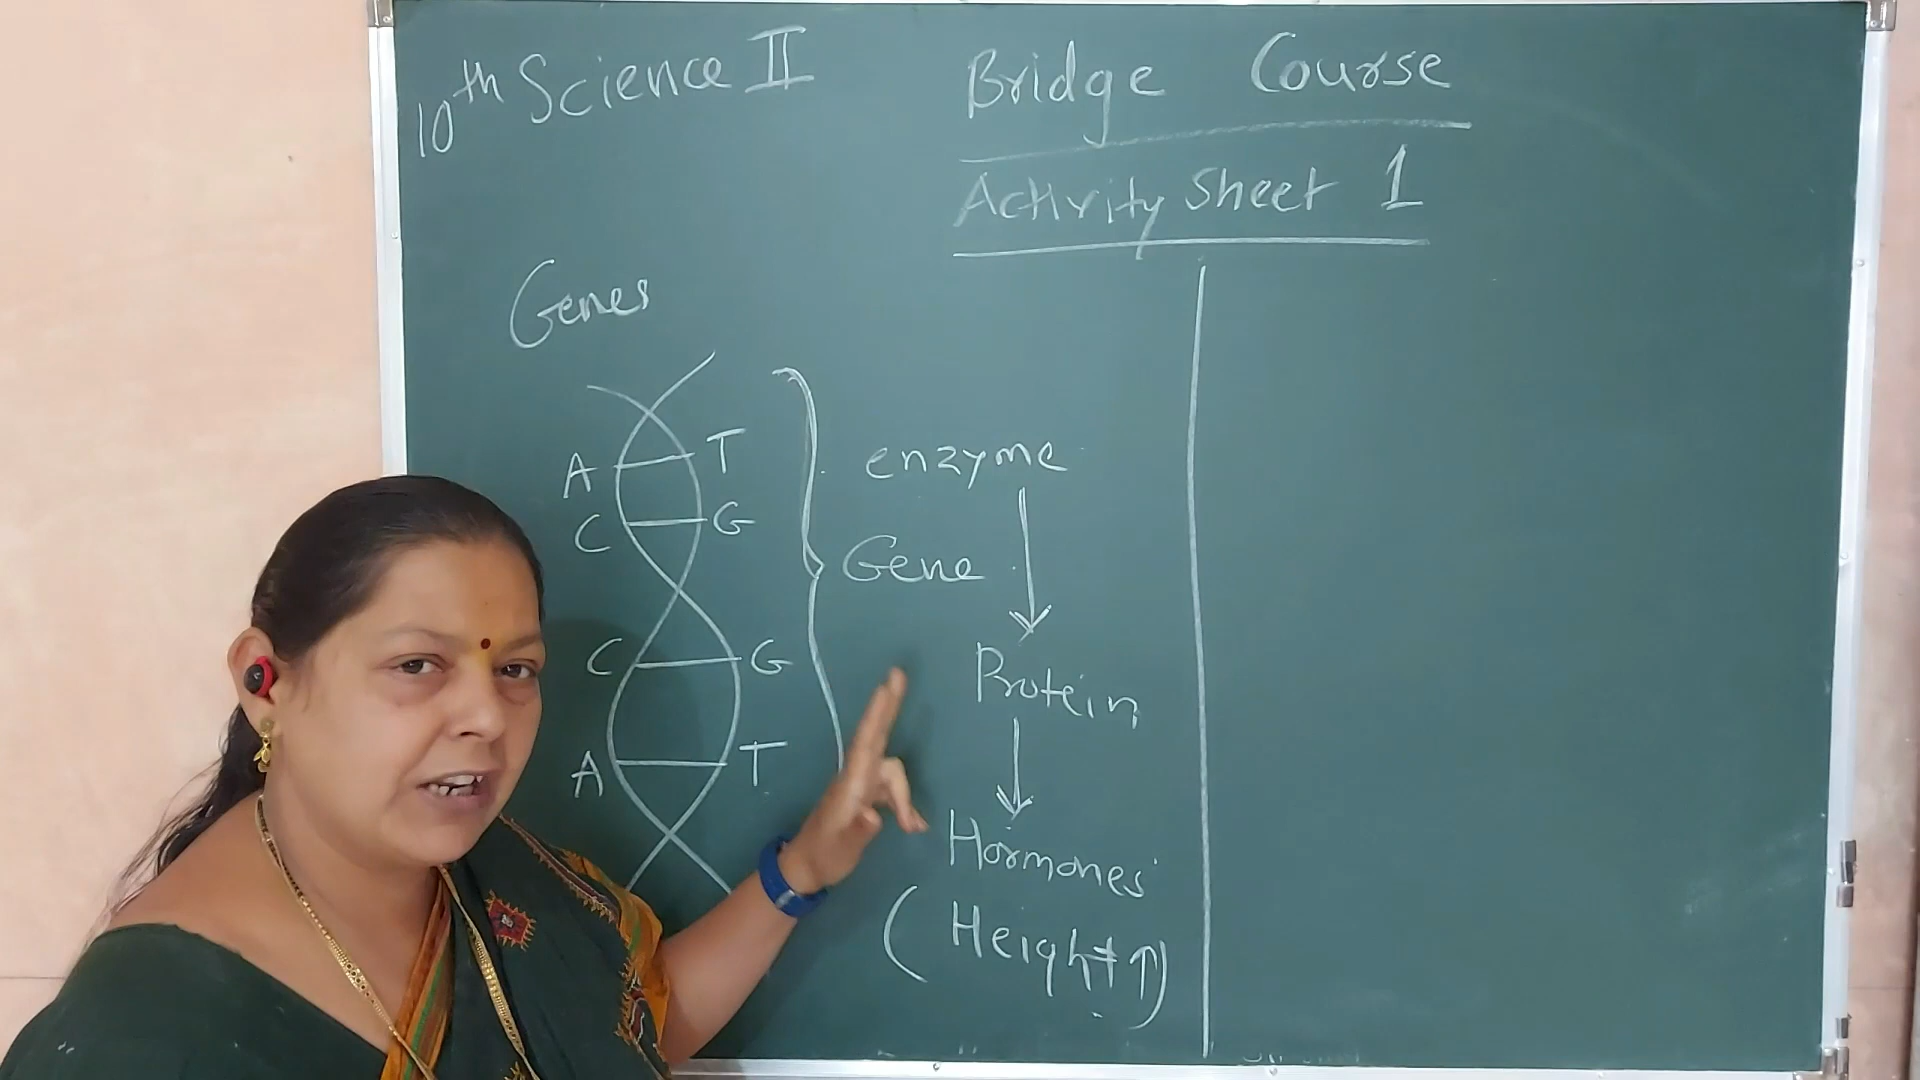 10th Science II
Bridge Course
Activity Sheet 1
Genes
A T
C G
C G
A T
Gene
enzyme
↓
Protein
↓
Hormones
(Height ↑)